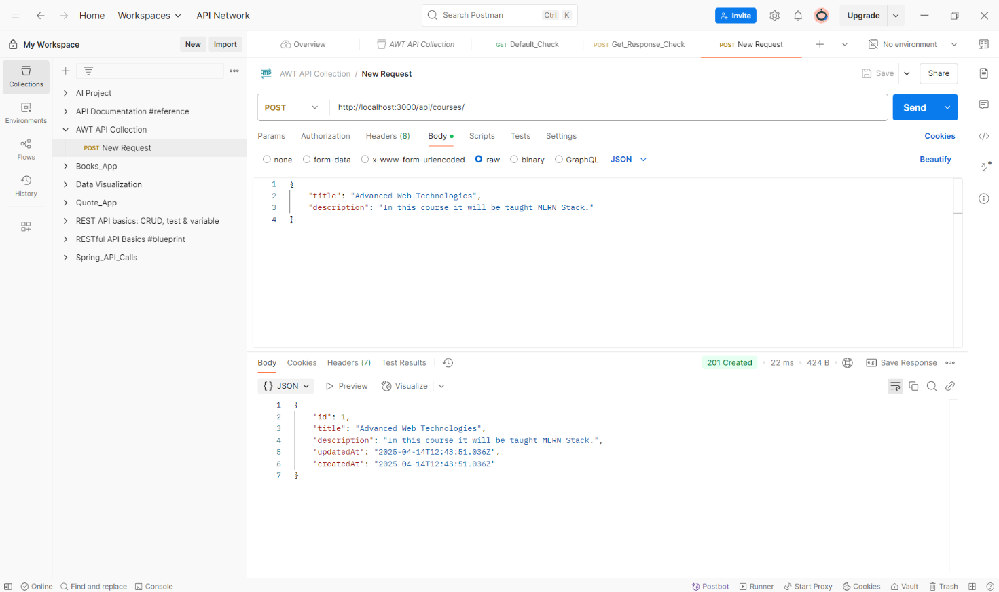 Home Workspaces API Network
Search Postman Ctrl K
Invite Upgrade
My Workspace New Import
Overview AWT API Collection GET Default_Check POST Get_Response_Check POST New Request No environment
Collections
Environments
Flows
History
AI Project
API Documentation #reference
AWT API Collection
POST New Request
Books_App
Data Visualization
Quote_App
REST API basics: CRUD, test & variable
RESTful API Basics #blueprint
Spring_API_Calls
HTTP AWT API Collection / New Request Save Share
POST http://localhost:3000/api/courses/ Send
Params Authorization Headers (8) Body Scripts Tests Settings Cookies
none form-data x-www-form-urlencoded raw binary GraphQL JSON Beautify
1 {
2 "title": "Advanced Web Technologies",
3 "description": "In this course it will be taught MERN Stack."
4 }
Body Cookies Headers (7) Test Results 201 Created 22 ms 424 B e.g. Save Response
{} JSON Preview Visualize
1 {
2 "id": 1,
3 "title": "Advanced Web Technologies",
4 "description": "In this course it will be taught MERN Stack.",
5 "updatedAt": "2025-04-14T12:43:51.036Z",
6 "createdAt": "2025-04-14T12:43:51.036Z"
7 }
Online Find and replace Console Postbot Runner Start Proxy Cookies Vault Trash